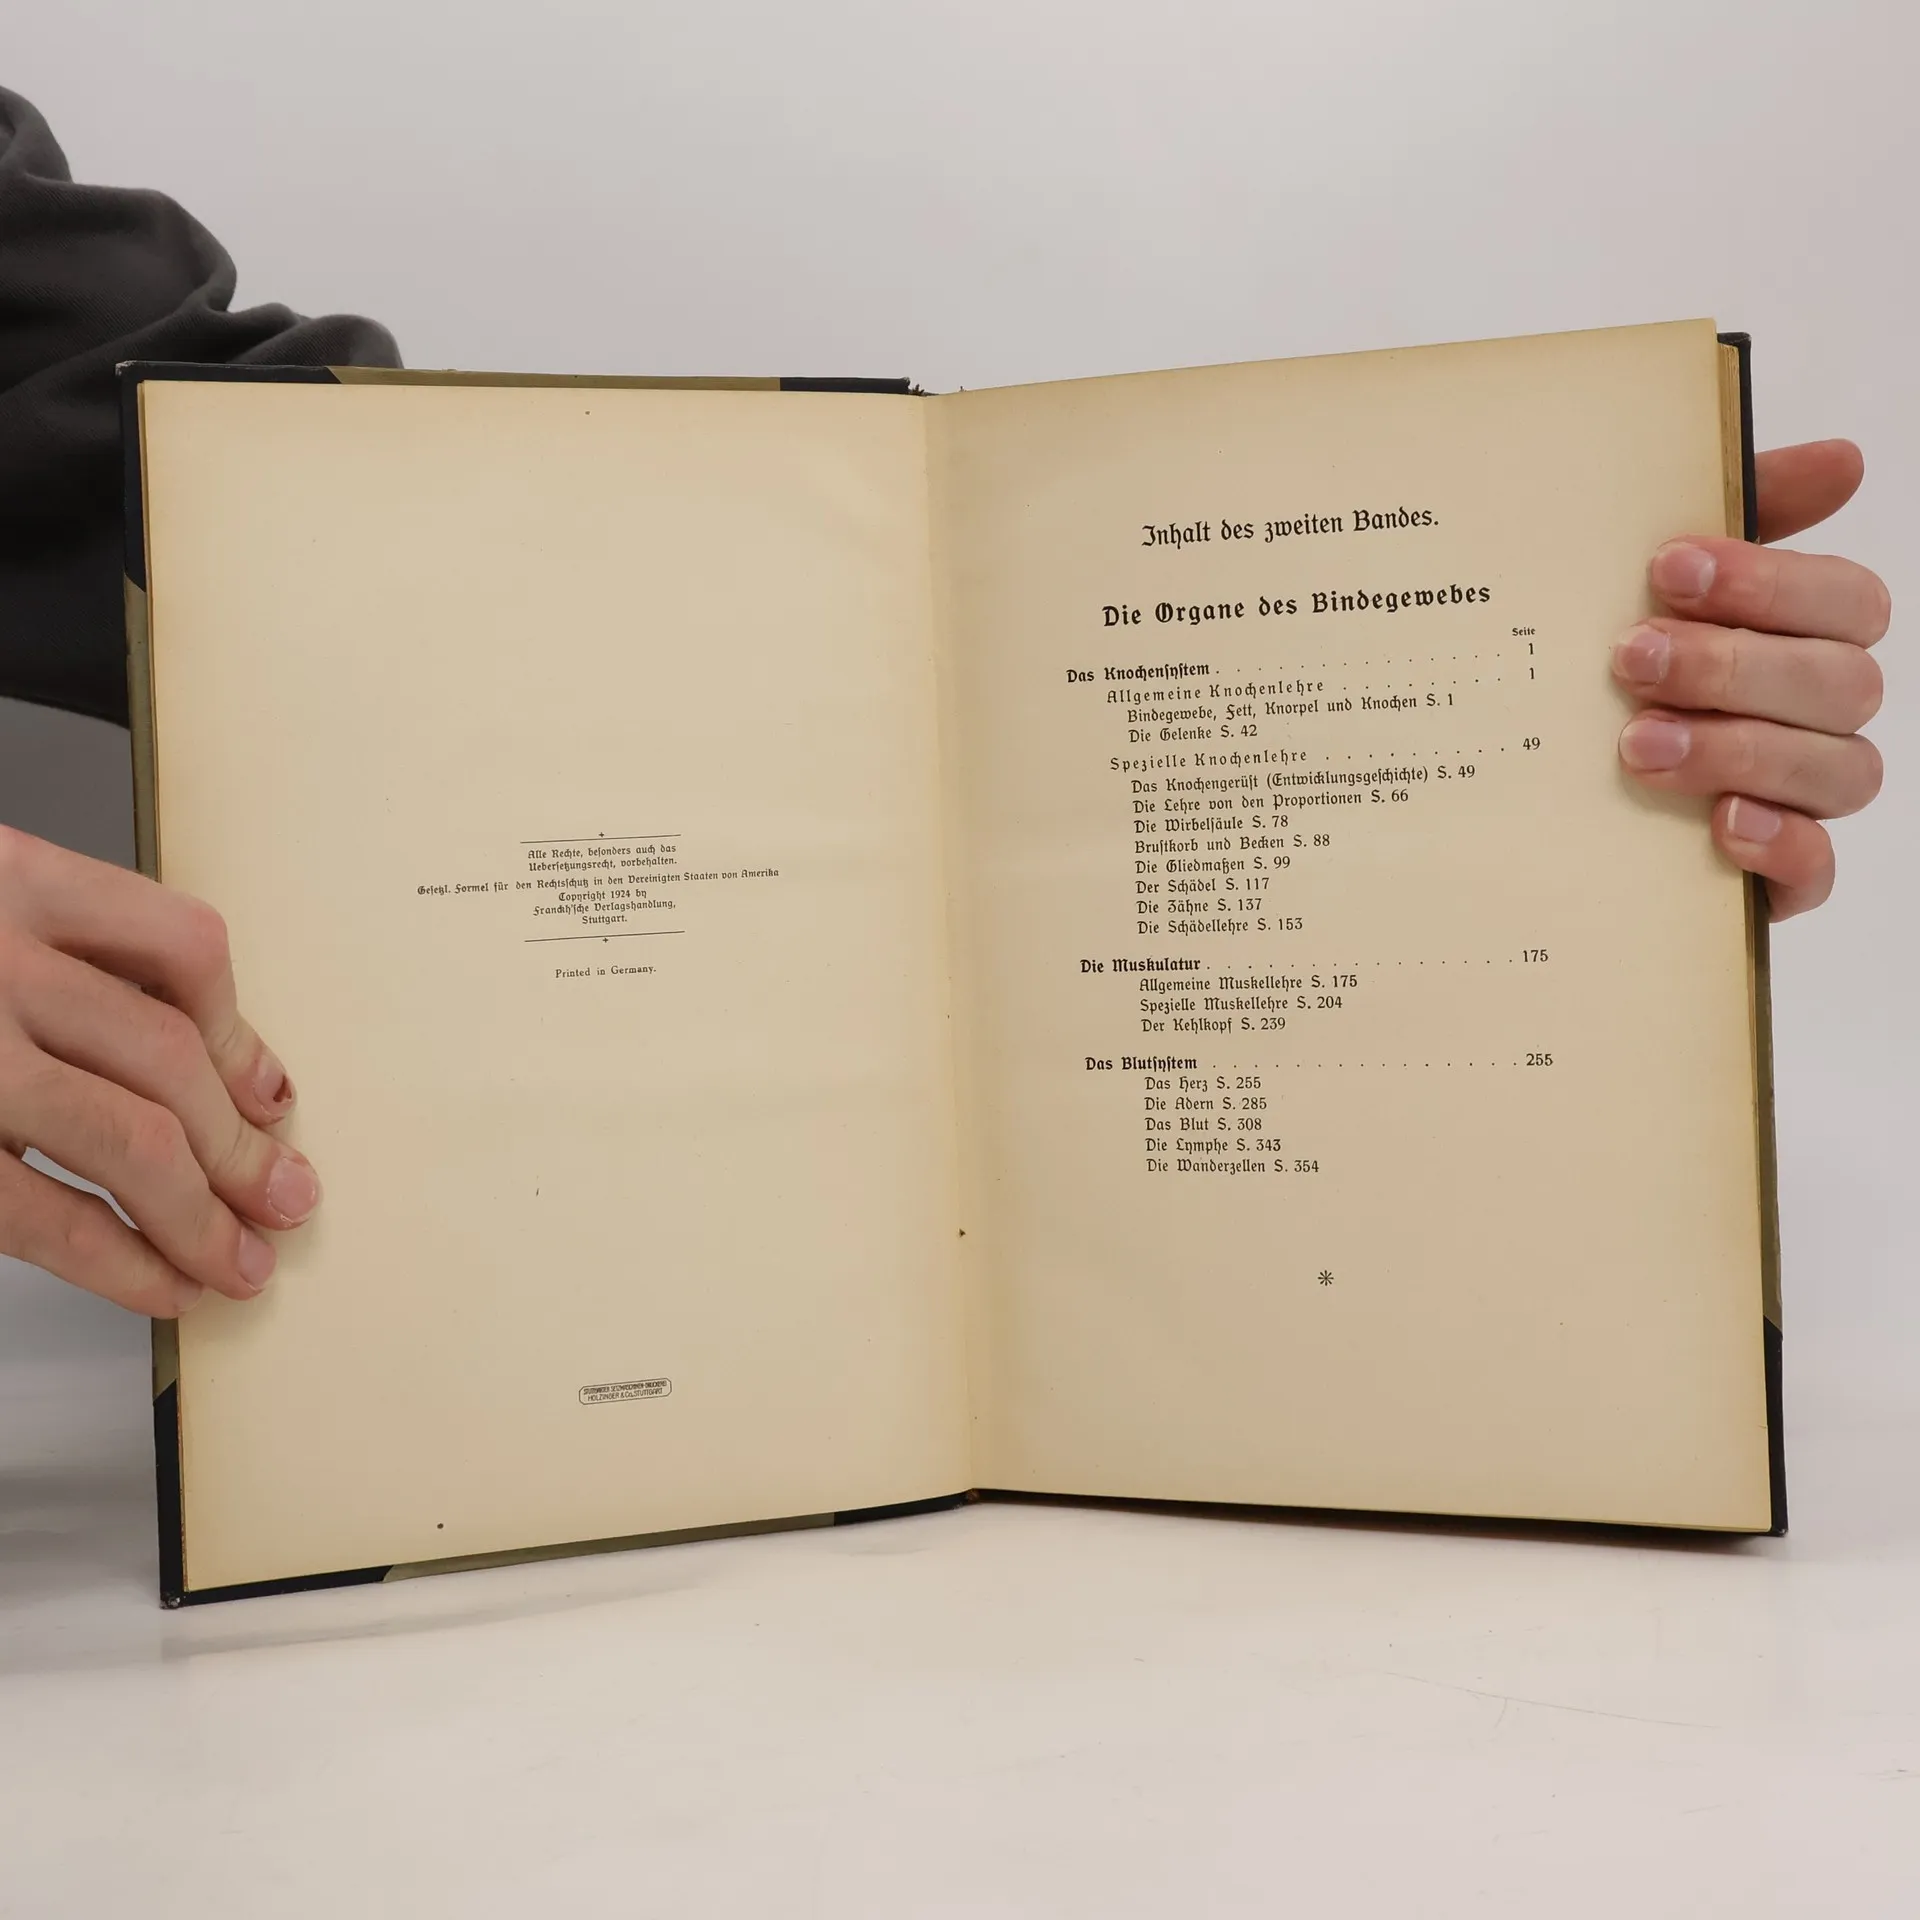 Alle Rechte, besonders auch das
Uebersetzungsrecht, vorbehalten.
Gesetzl. Formel für den Rechtsschutz in den Vereinigten Staaten von Amerika
Copyright 1924 by
Franckh'sche Verlagshandlung,
Stuttgart.
Printed in Germany.
STUTTGARTER SETZMASCHINEN-DRUCKEREI
HOLZINGER & Co. STUTTGART
Inhalt des zweiten Bandes.
Die Organe des Bindegewebes
Seite
Das Knochensystem . . . . . . . . . . . . . . 1
Allgemeine Knochenlehre . . . . . . . . 1
Bindegewebe, Fett, Knorpel und Knochen S. 1
Die Gelenke S. 42
Spezielle Knochenlehre . . . . . . . . . 49
Das Knochengerüst (Entwicklungsgeschichte) S. 49
Die Lehre von den Proportionen S. 66
Die Wirbelsäule S. 78
Brustkorb und Becken S. 88
Die Gliedmaßen S. 99
Der Schädel S. 117
Die Zähne S. 137
Die Schädellehre S. 153
Die Muskulatur . . . . . . . . . . . . . . . 175
Allgemeine Muskellehre S. 175
Spezielle Muskellehre S. 204
Der Kehlkopf S. 239
Das Blutsystem . . . . . . . . . . . . . . . 255
Das Herz S. 255
Die Adern S. 285
Das Blut S. 308
Die Lymphe S. 343
Die Wanderzellen S. 354